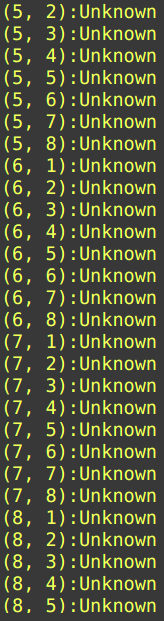 (5, 2):Unknown
(5, 3):Unknown
(5, 4):Unknown
(5, 5):Unknown
(5, 6):Unknown
(5, 7):Unknown
(5, 8):Unknown
(6, 1):Unknown
(6, 2):Unknown
(6, 3):Unknown
(6, 4):Unknown
(6, 5):Unknown
(6, 6):Unknown
(6, 7):Unknown
(6, 8):Unknown
(7, 1):Unknown
(7, 2):Unknown
(7, 3):Unknown
(7, 4):Unknown
(7, 5):Unknown
(7, 6):Unknown
(7, 7):Unknown
(7, 8):Unknown
(8, 1):Unknown
(8, 2):Unknown
(8, 3):Unknown
(8, 4):Unknown
(8, 5):Unknown